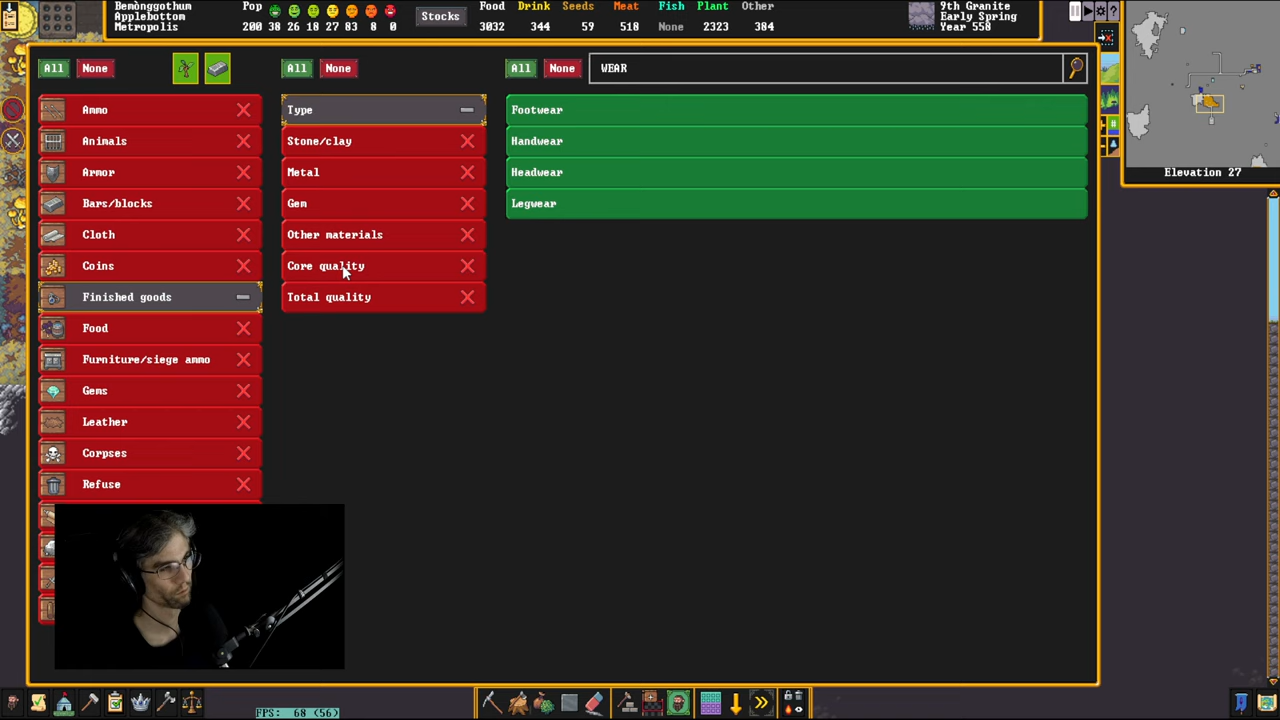 Bemònggothum
Applebottom
Metropolis
Pop
200 38 26 18 27 83 8 0
Stocks
Food Drink Seeds Meat Fish Plant Other
3032 344 59 518 None 2323 384
9th Granite
Early Spring
Year 558
Elevation 27
All None
All None
All None
WEAR
Ammo
Animals
Armor
Bars/blocks
Cloth
Coins
Finished goods
Food
Furniture/siege ammo
Gems
Leather
Corpses
Refuse
Type
Stone/clay
Metal
Gem
Other materials
Core quality
Total quality
Footwear
Handwear
Headwear
Legwear
FPS: 68 (56)